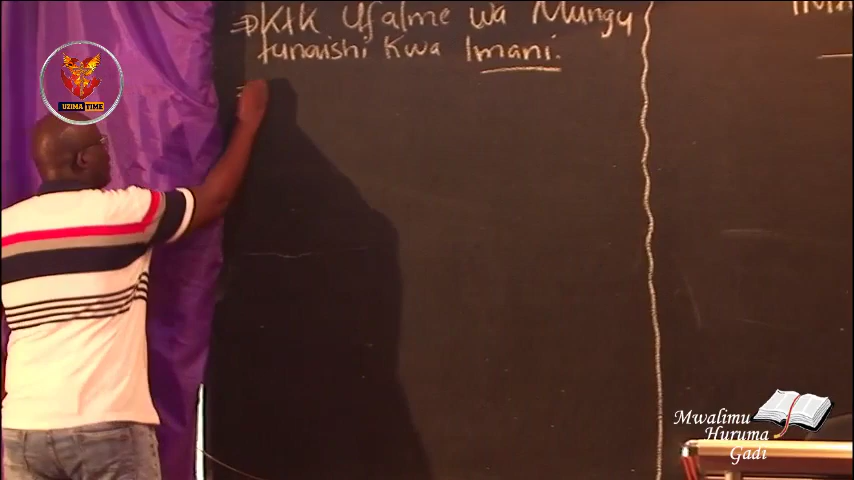 ⇒ Ktk Ufalme wa Mungu
tunaishi Kwa Imani.
UZIMA TIME
Mwalimu
Huruma
Gadi